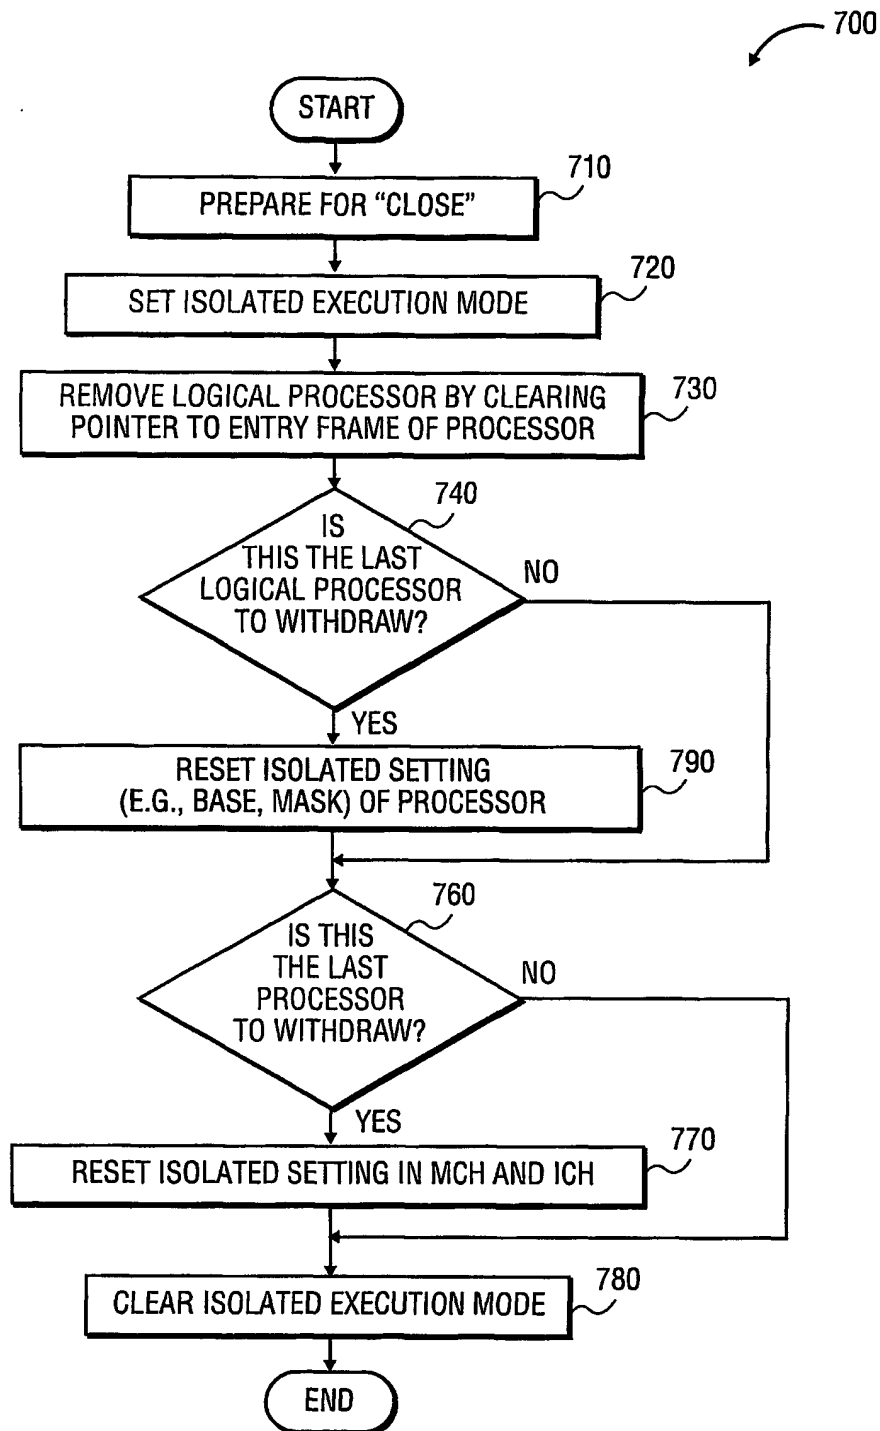 700
START
710
PREPARE FOR “CLOSE”
720
SET ISOLATED EXECUTION MODE
730
REMOVE LOGICAL PROCESSOR BY CLEARING
POINTER TO ENTRY FRAME OF PROCESSOR
740
IS
THIS THE LAST
LOGICAL PROCESSOR
TO WITHDRAW?
NO
YES
790
RESET ISOLATED SETTING
(E.G., BASE, MASK) OF PROCESSOR
760
IS THIS
THE LAST
PROCESSOR
TO WITHDRAW?
NO
YES
770
RESET ISOLATED SETTING IN MCH AND ICH
780
CLEAR ISOLATED EXECUTION MODE
END